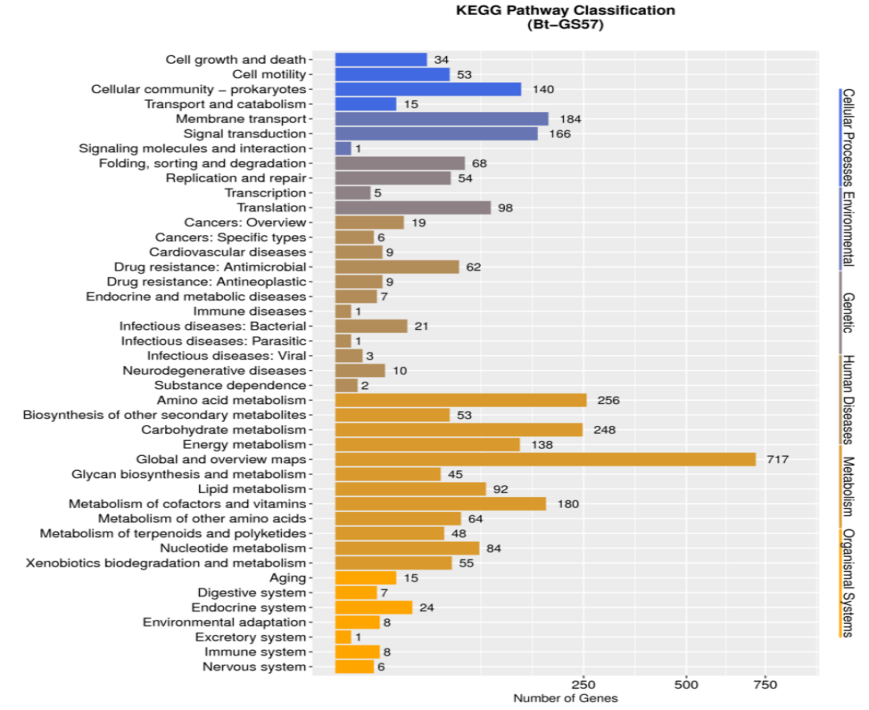 KEGG Pathway Classification
(Bt−GS57)
Cell growth and death 34
Cell motility 53
Cellular community − prokaryotes 140
Transport and catabolism 15
Membrane transport 184
Signal transduction 166
Signaling molecules and interaction 1
Folding, sorting and degradation 68
Replication and repair 54
Transcription 5
Translation 98
Cancers: Overview 19
Cancers: Specific types 6
Cardiovascular diseases 9
Drug resistance: Antimicrobial 62
Drug resistance: Antineoplastic 9
Endocrine and metabolic diseases 7
Immune diseases 1
Infectious diseases: Bacterial 21
Infectious diseases: Parasitic 1
Infectious diseases: Viral 3
Neurodegenerative diseases 10
Substance dependence 2
Amino acid metabolism 256
Biosynthesis of other secondary metabolites 53
Carbohydrate metabolism 248
Energy metabolism 138
Global and overview maps 717
Glycan biosynthesis and metabolism 45
Lipid metabolism 92
Metabolism of cofactors and vitamins 180
Metabolism of other amino acids 64
Metabolism of terpenoids and polyketides 48
Nucleotide metabolism 84
Xenobiotics biodegradation and metabolism 55
Aging 15
Digestive system 7
Endocrine system 24
Environmental adaptation 8
Excretory system 1
Immune system 8
Nervous system 6
250 500 750
Number of Genes
Cellular Processes
Environmental
Genetic
Human Diseases
Metabolism
Organismal Systems